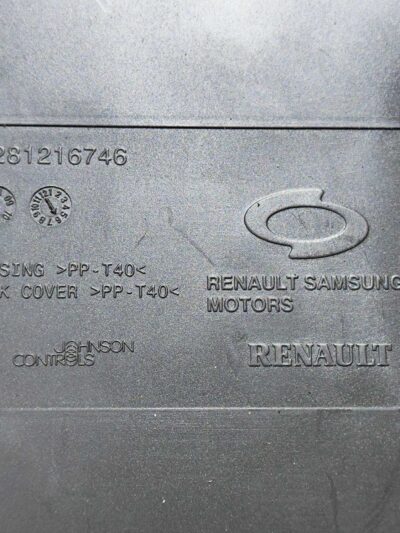 281216746
SING >PP-T40<
K COVER >PP-T40<
RENAULT SAMSUNG
MOTORS
JOHNSON
CONTROLS
RENAULT